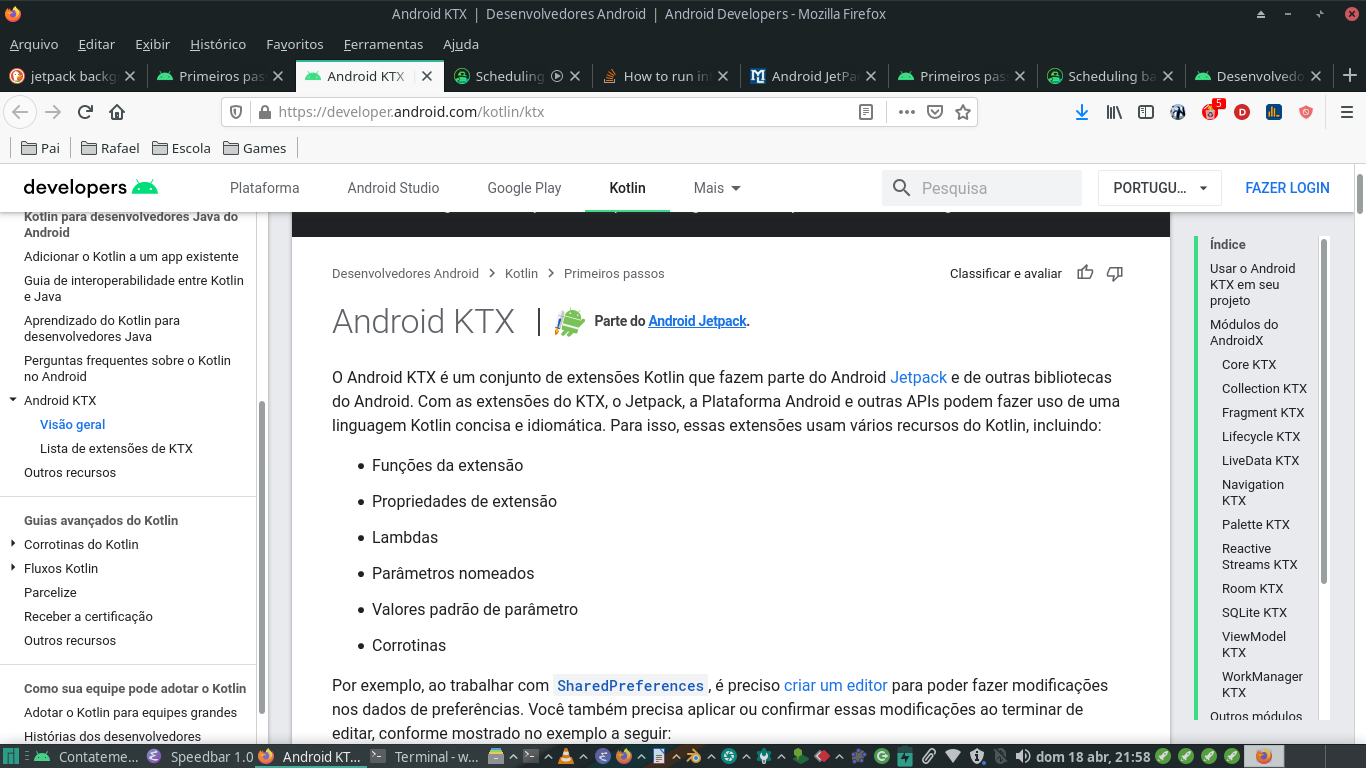 Android KTX | Desenvolvedores Android | Android Developers - Mozilla Firefox
Arquivo Editar Exibir Histórico Favoritos Ferramentas Ajuda
jetpack backg Primeiros pas Android KTX Scheduling How to run in Android JetPa Primeiros pas Scheduling ba Desenvolvedo
https://developer.android.com/kotlin/ktx
5
Pai Rafael Escola Games
developers Plataforma Android Studio Google Play Kotlin Mais Pesquisa PORTUGU... FAZER LOGIN
Kotlin para desenvolvedores Java do
Android
Adicionar o Kotlin a um app existente
Guia de interoperabilidade entre Kotlin
e Java
Aprendizado do Kotlin para
desenvolvedores Java
Perguntas frequentes sobre o Kotlin
no Android
Android KTX
Visão geral
Lista de extensões de KTX
Outros recursos
Guias avançados do Kotlin
Corrotinas do Kotlin
Fluxos Kotlin
Parcelize
Receber a certificação
Outros recursos
Como sua equipe pode adotar o Kotlin
Adotar o Kotlin para equipes grandes
Histórias dos desenvolvedores
Desenvolvedores Android > Kotlin > Primeiros passos
Classificar e avaliar
Android KTX | Parte do Android Jetpack.
O Android KTX é um conjunto de extensões Kotlin que fazem parte do Android Jetpack e de outras bibliotecas
do Android. Com as extensões do KTX, o Jetpack, a Plataforma Android e outras APIs podem fazer uso de uma
linguagem Kotlin concisa e idiomática. Para isso, essas extensões usam vários recursos do Kotlin, incluindo:
• Funções da extensão
• Propriedades de extensão
• Lambdas
• Parâmetros nomeados
• Valores padrão de parâmetro
• Corrotinas
Por exemplo, ao trabalhar com SharedPreferences, é preciso criar um editor para poder fazer modificações
nos dados de preferências. Você também precisa aplicar ou confirmar essas modificações ao terminar de
editar, conforme mostrado no exemplo a seguir:
Índice
Usar o Android
KTX em seu
projeto
Módulos do
AndroidX
Core KTX
Collection KTX
Fragment KTX
Lifecycle KTX
LiveData KTX
Navigation
KTX
Palette KTX
Reactive
Streams KTX
Room KTX
SQLite KTX
ViewModel
KTX
WorkManager
KTX
Outros módulos
Contateme... Speedbar 1.0 Android KT... Terminal - w... dom 18 abr, 21:58